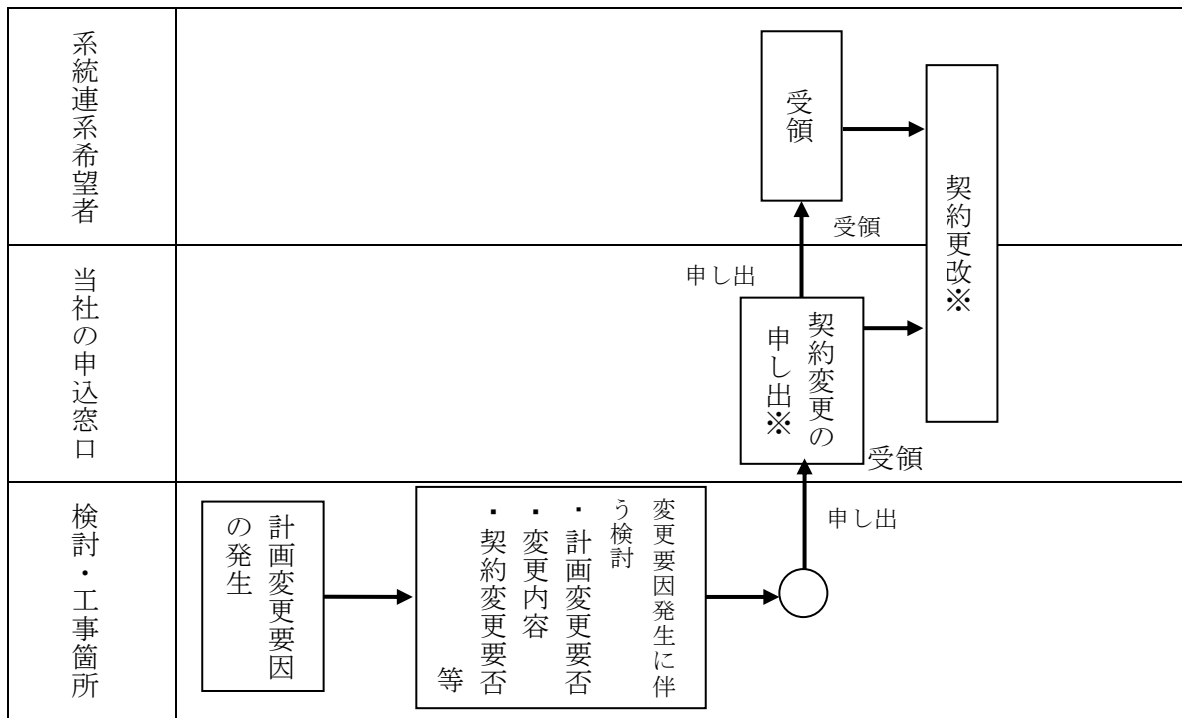 系統連系希望者
受領
契約更改※
受領
当社の申込窓口
申し出
契約変更の
申し出※
受領
検討・工事箇所
計画変更要因
の発生
変更要因発生に伴
う検討
・計画変更要否
・変更内容
・契約変更要否
等
申し出